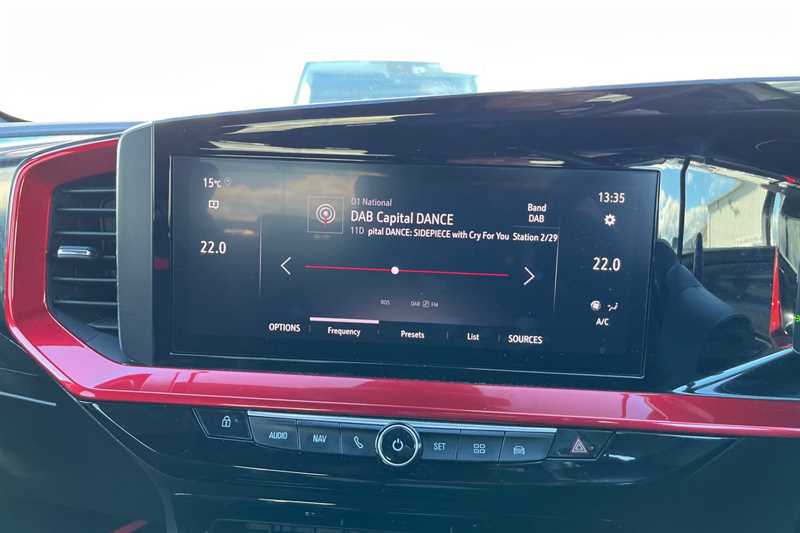 15°C
13:35
D1 National
DAB Capital DANCE
11D pital DANCE: SIDEPIECE with Cry For You Station 2/29
Band
DAB
22.0
22.0
RDS DAB FM
A/C
OPTIONS Frequency Presets List SOURCES
AUDIO NAV SET